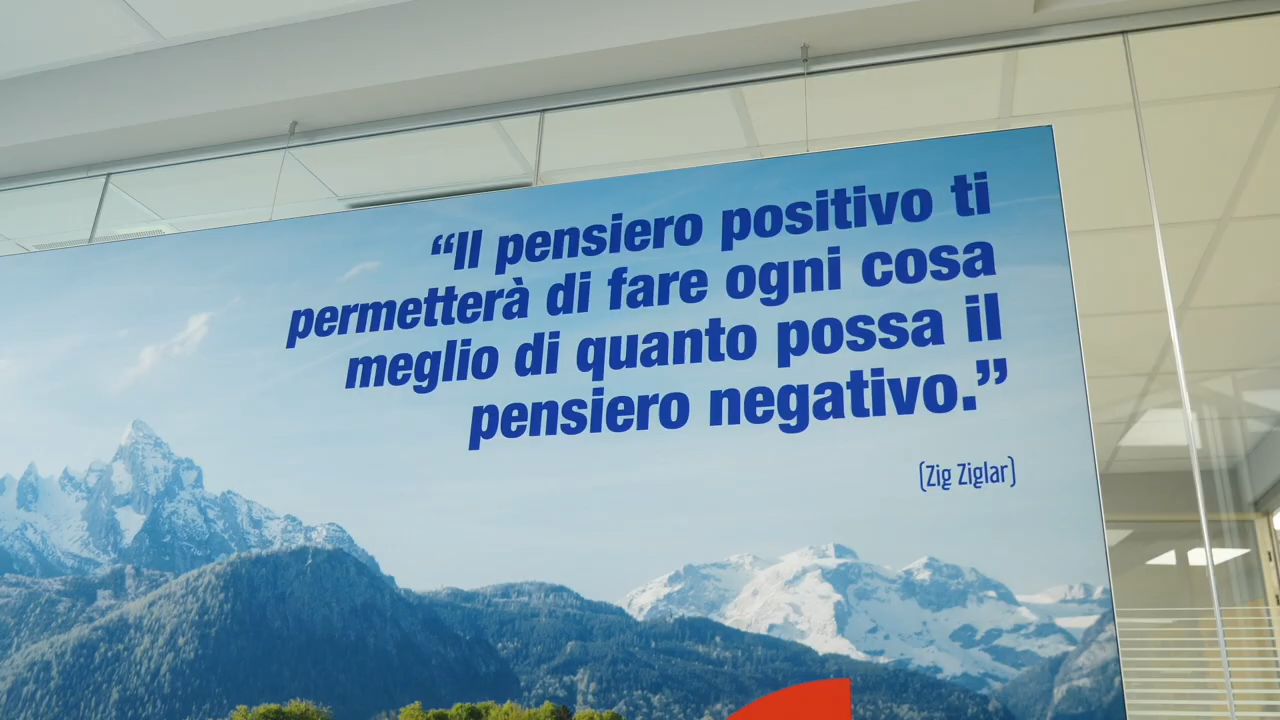 “Il pensiero positivo ti
permetterà di fare ogni cosa
meglio di quanto possa il
pensiero negativo.”
(Zig Ziglar)